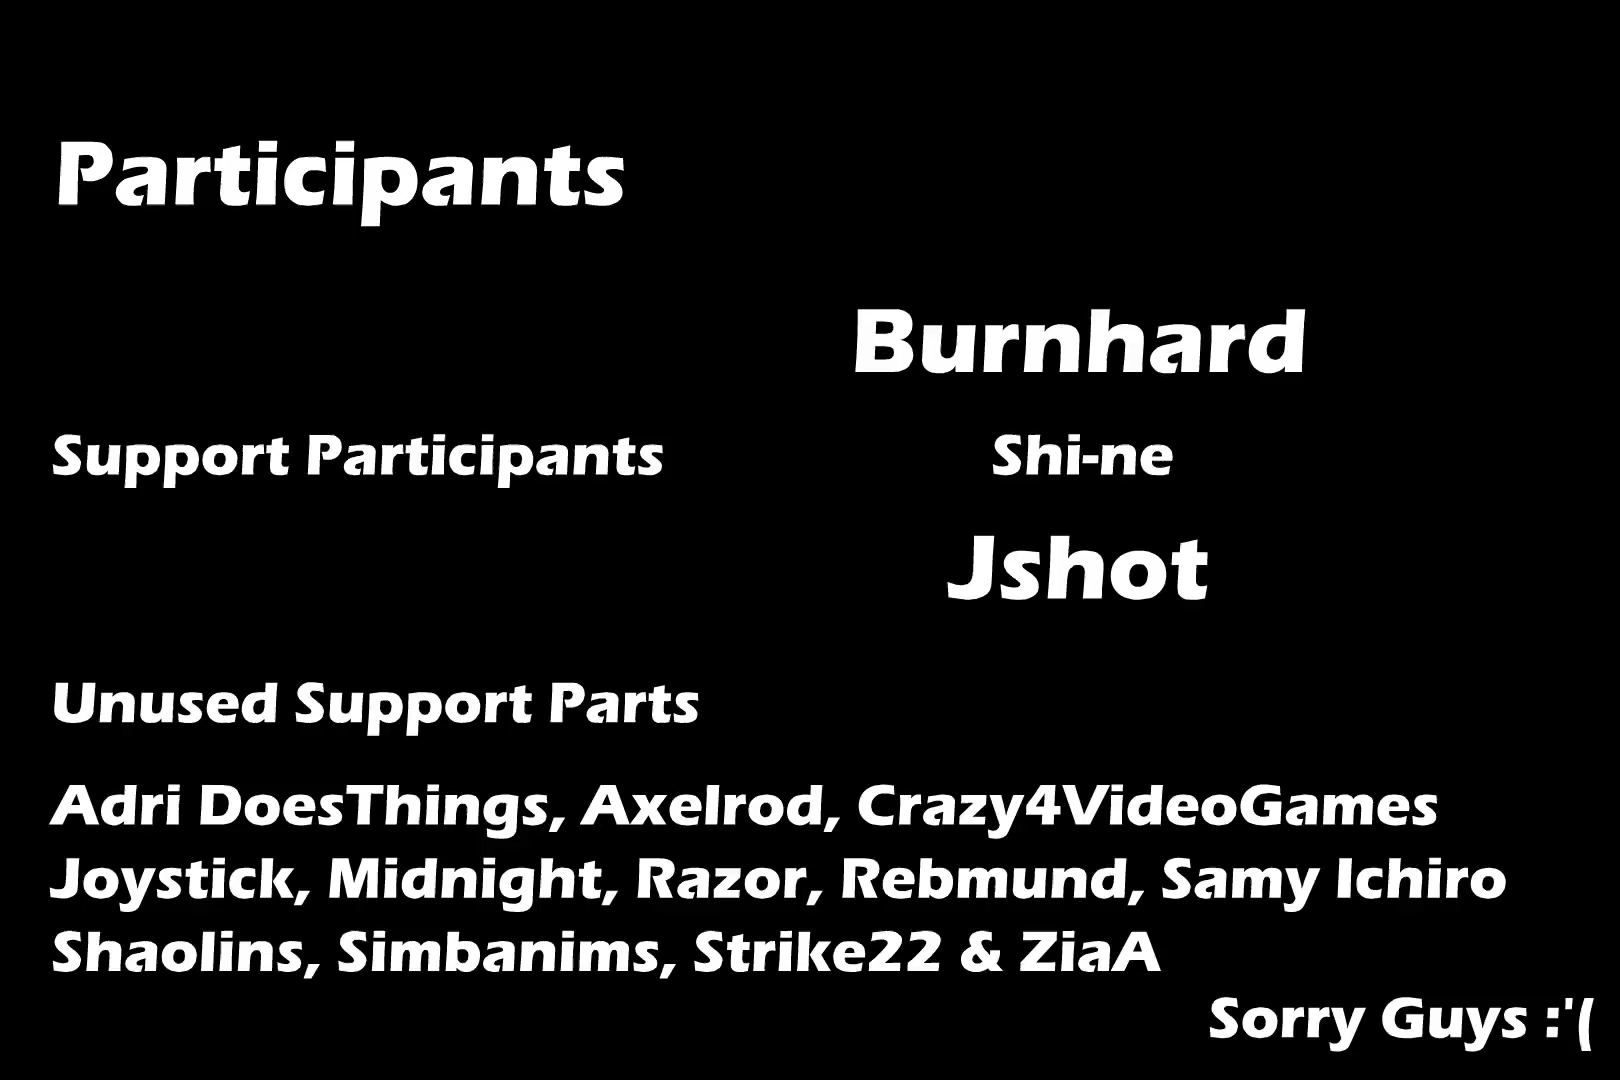 Participants
Burnhard
Support Participants
Shi-ne
Jshot
Unused Support Parts
Adri DoesThings, Axelrod, Crazy4VideoGames
Joystick, Midnight, Razor, Rebmund, Samy Ichiro
Shaolins, Simbanims, Strike22 & ZiaA
Sorry Guys :'(